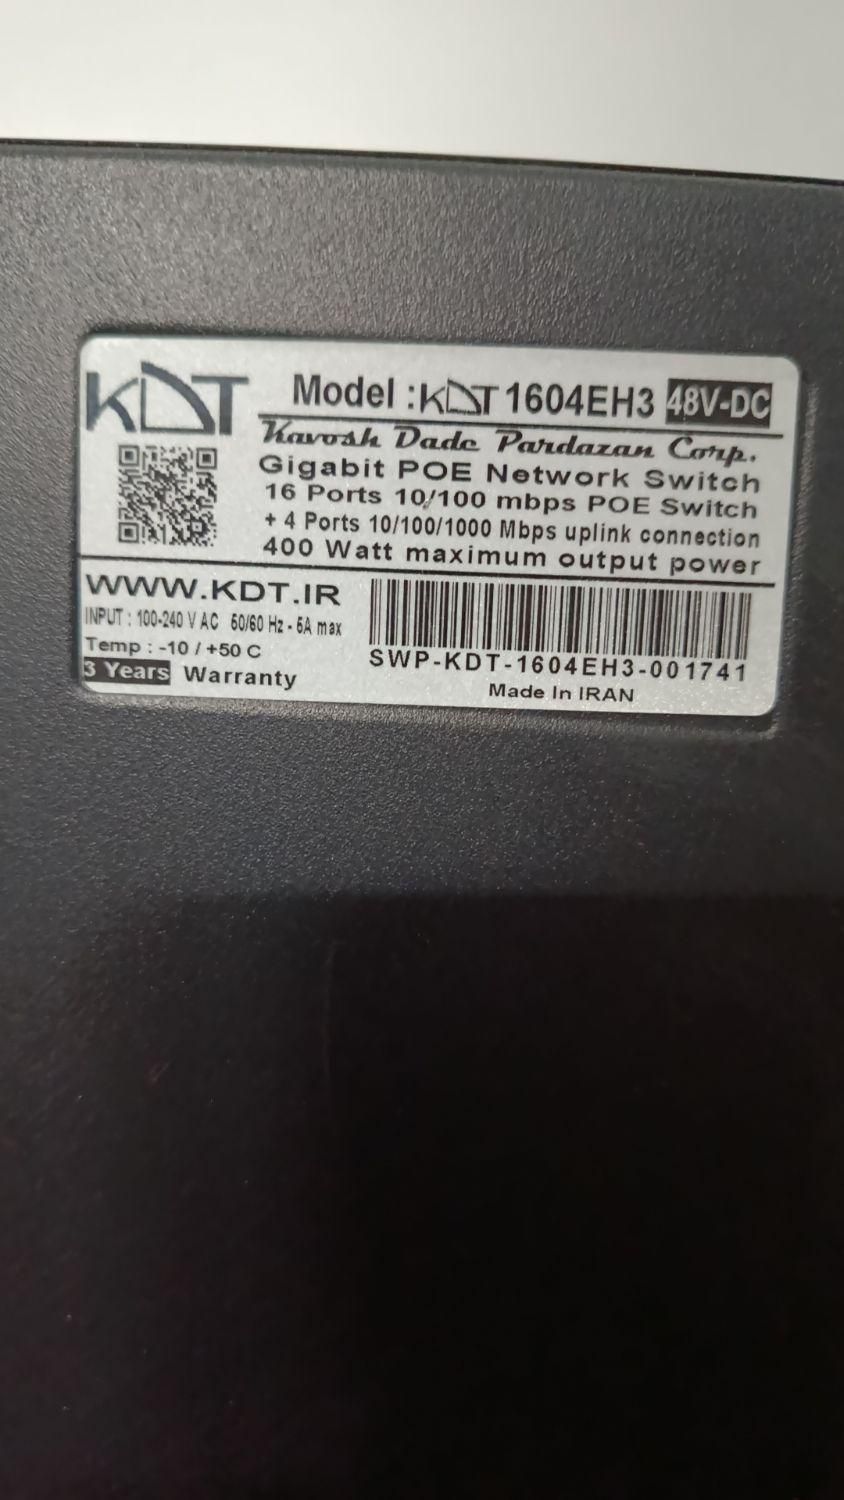 KDT
Model :KDT 1604EH3 48V-DC
Kavosh Dade Pardazan Corp.
Gigabit POE Network Switch
16 Ports 10/100 mbps POE Switch
+ 4 Ports 10/100/1000 Mbps uplink connection
400 Watt maximum output power
WWW.KDT.IR
INPUT : 100-240 V AC 50/60 Hz - 5A max
Temp : -10 / +50 C
3 Years Warranty
SWP-KDT-1604EH3-001741
Made In IRAN